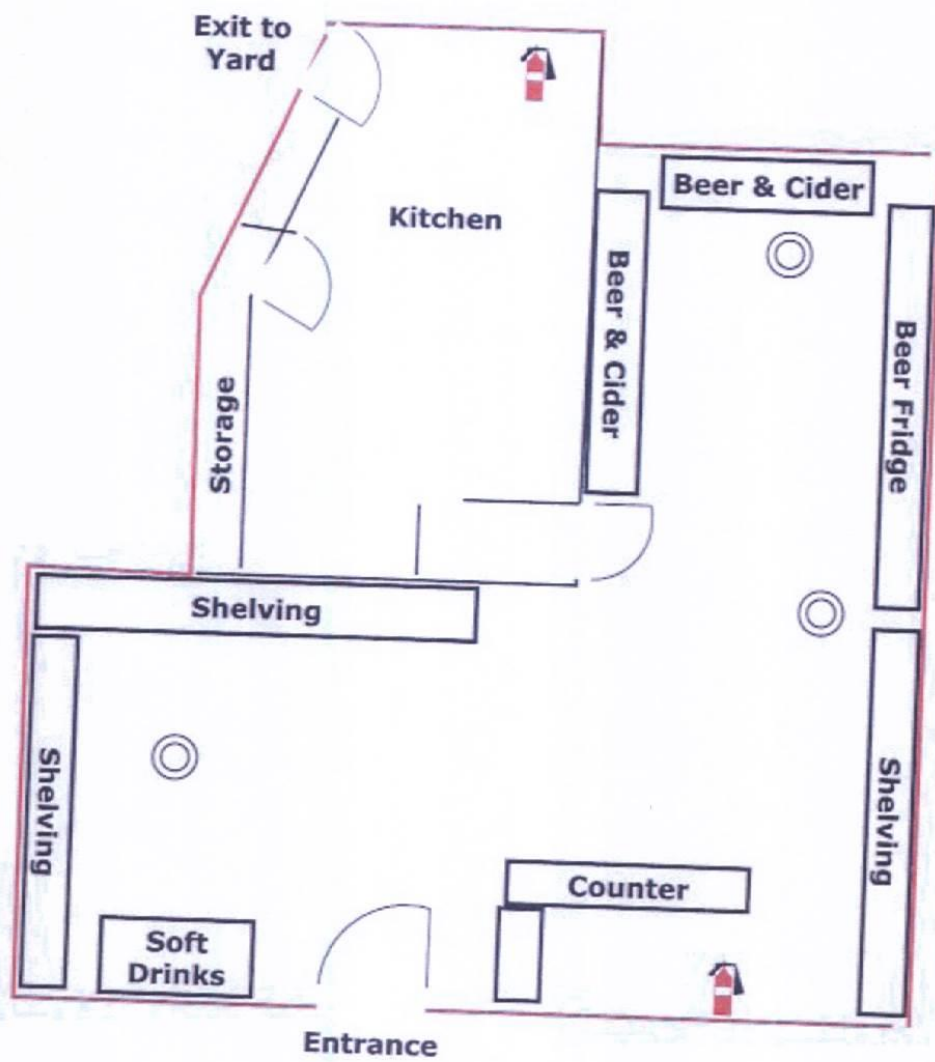 Exit to
Yard
Beer & Cider
Kitchen
Beer & Cider
Beer Fridge
Storage
Shelving
Shelving
Shelving
Counter
Soft
Drinks
Entrance